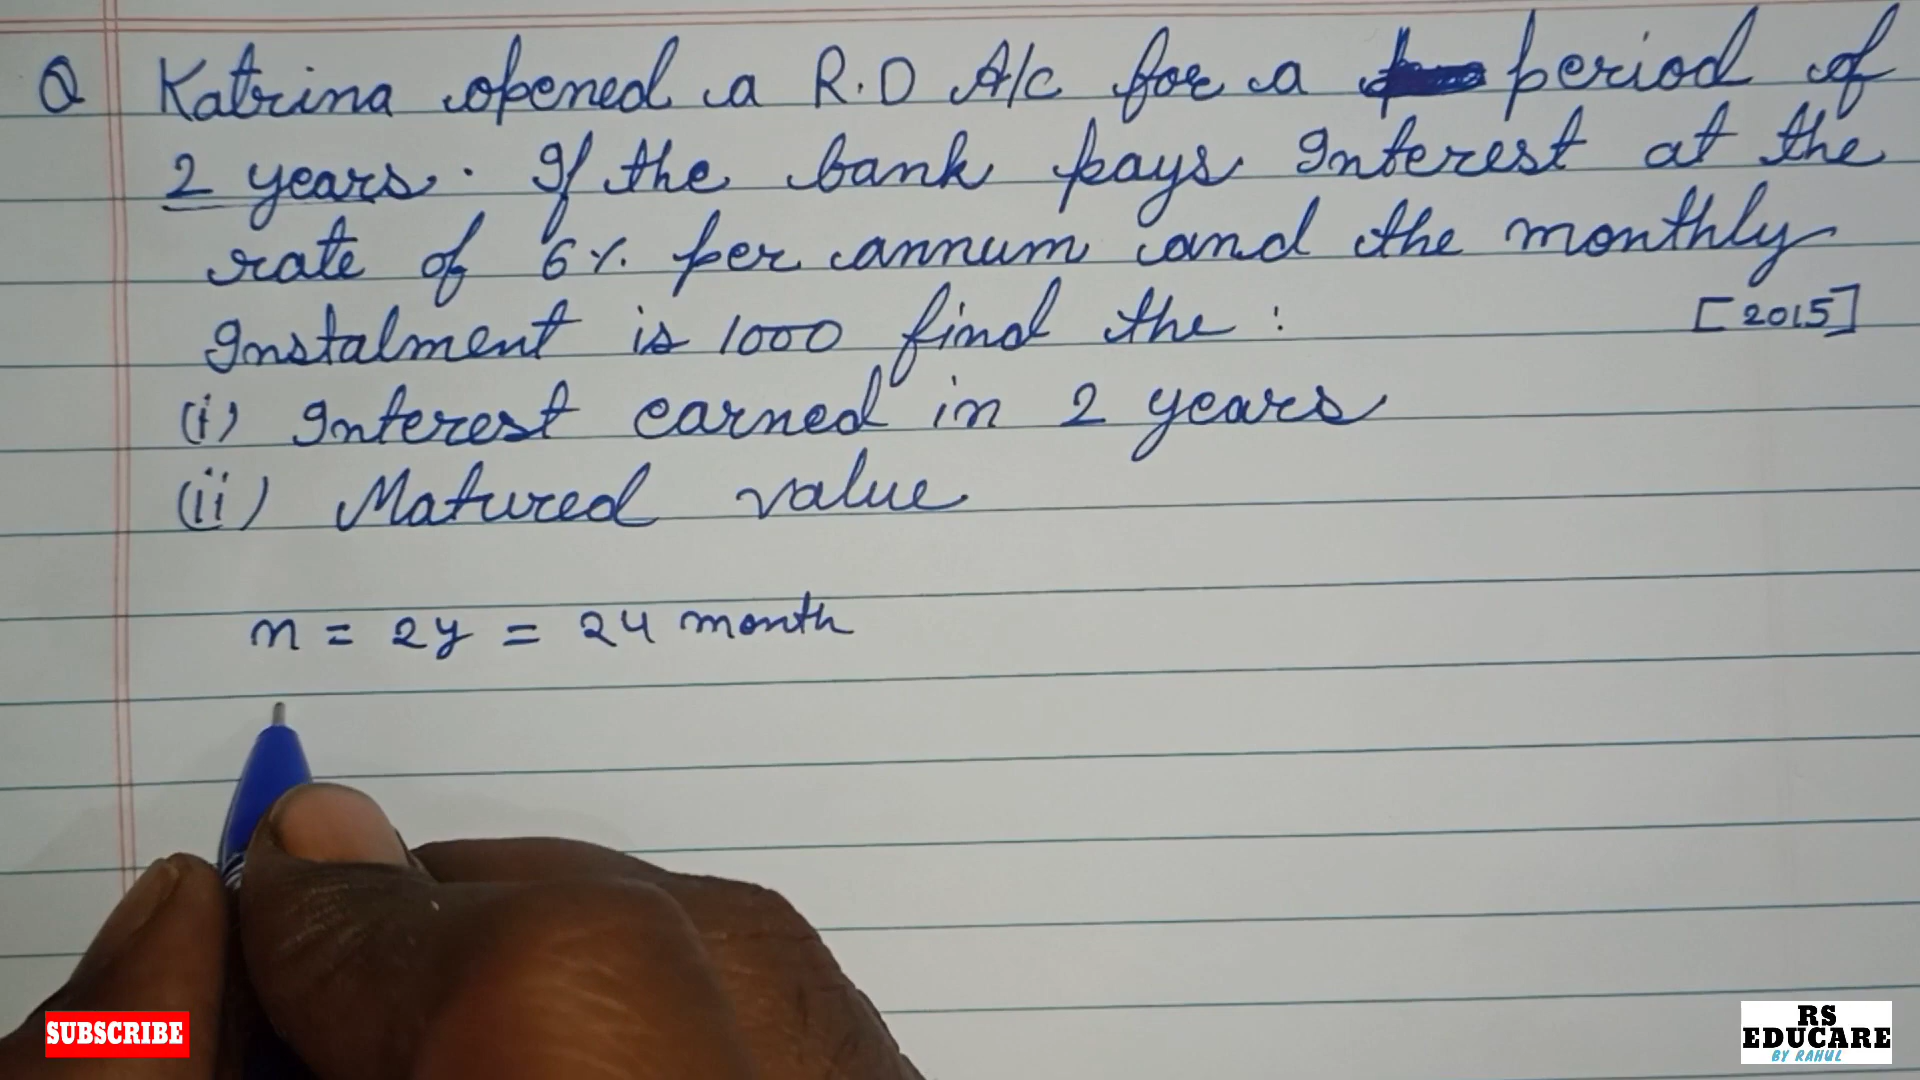 Q Katrina opened a R.D A/c for a period of
2 years. If the bank pays Interest at the
rate of 6% per annum and the monthly
Instalment is 1000 find the : [2015]
(i) Interest earned in 2 years
(ii) Matured value
n = 2y = 24 month
SUBSCRIBE
RS
EDUCARE
BY RAHUL